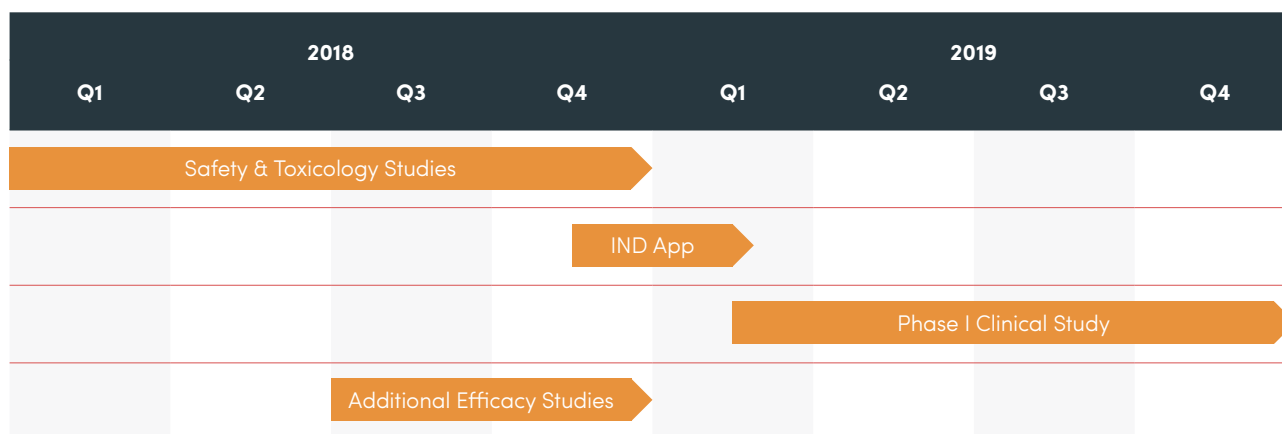 2018 2019
Q1 Q2 Q3 Q4 Q1 Q2 Q3 Q4
Safety & Toxicology Studies
IND App
Phase I Clinical Study
Additional Efficacy Studies